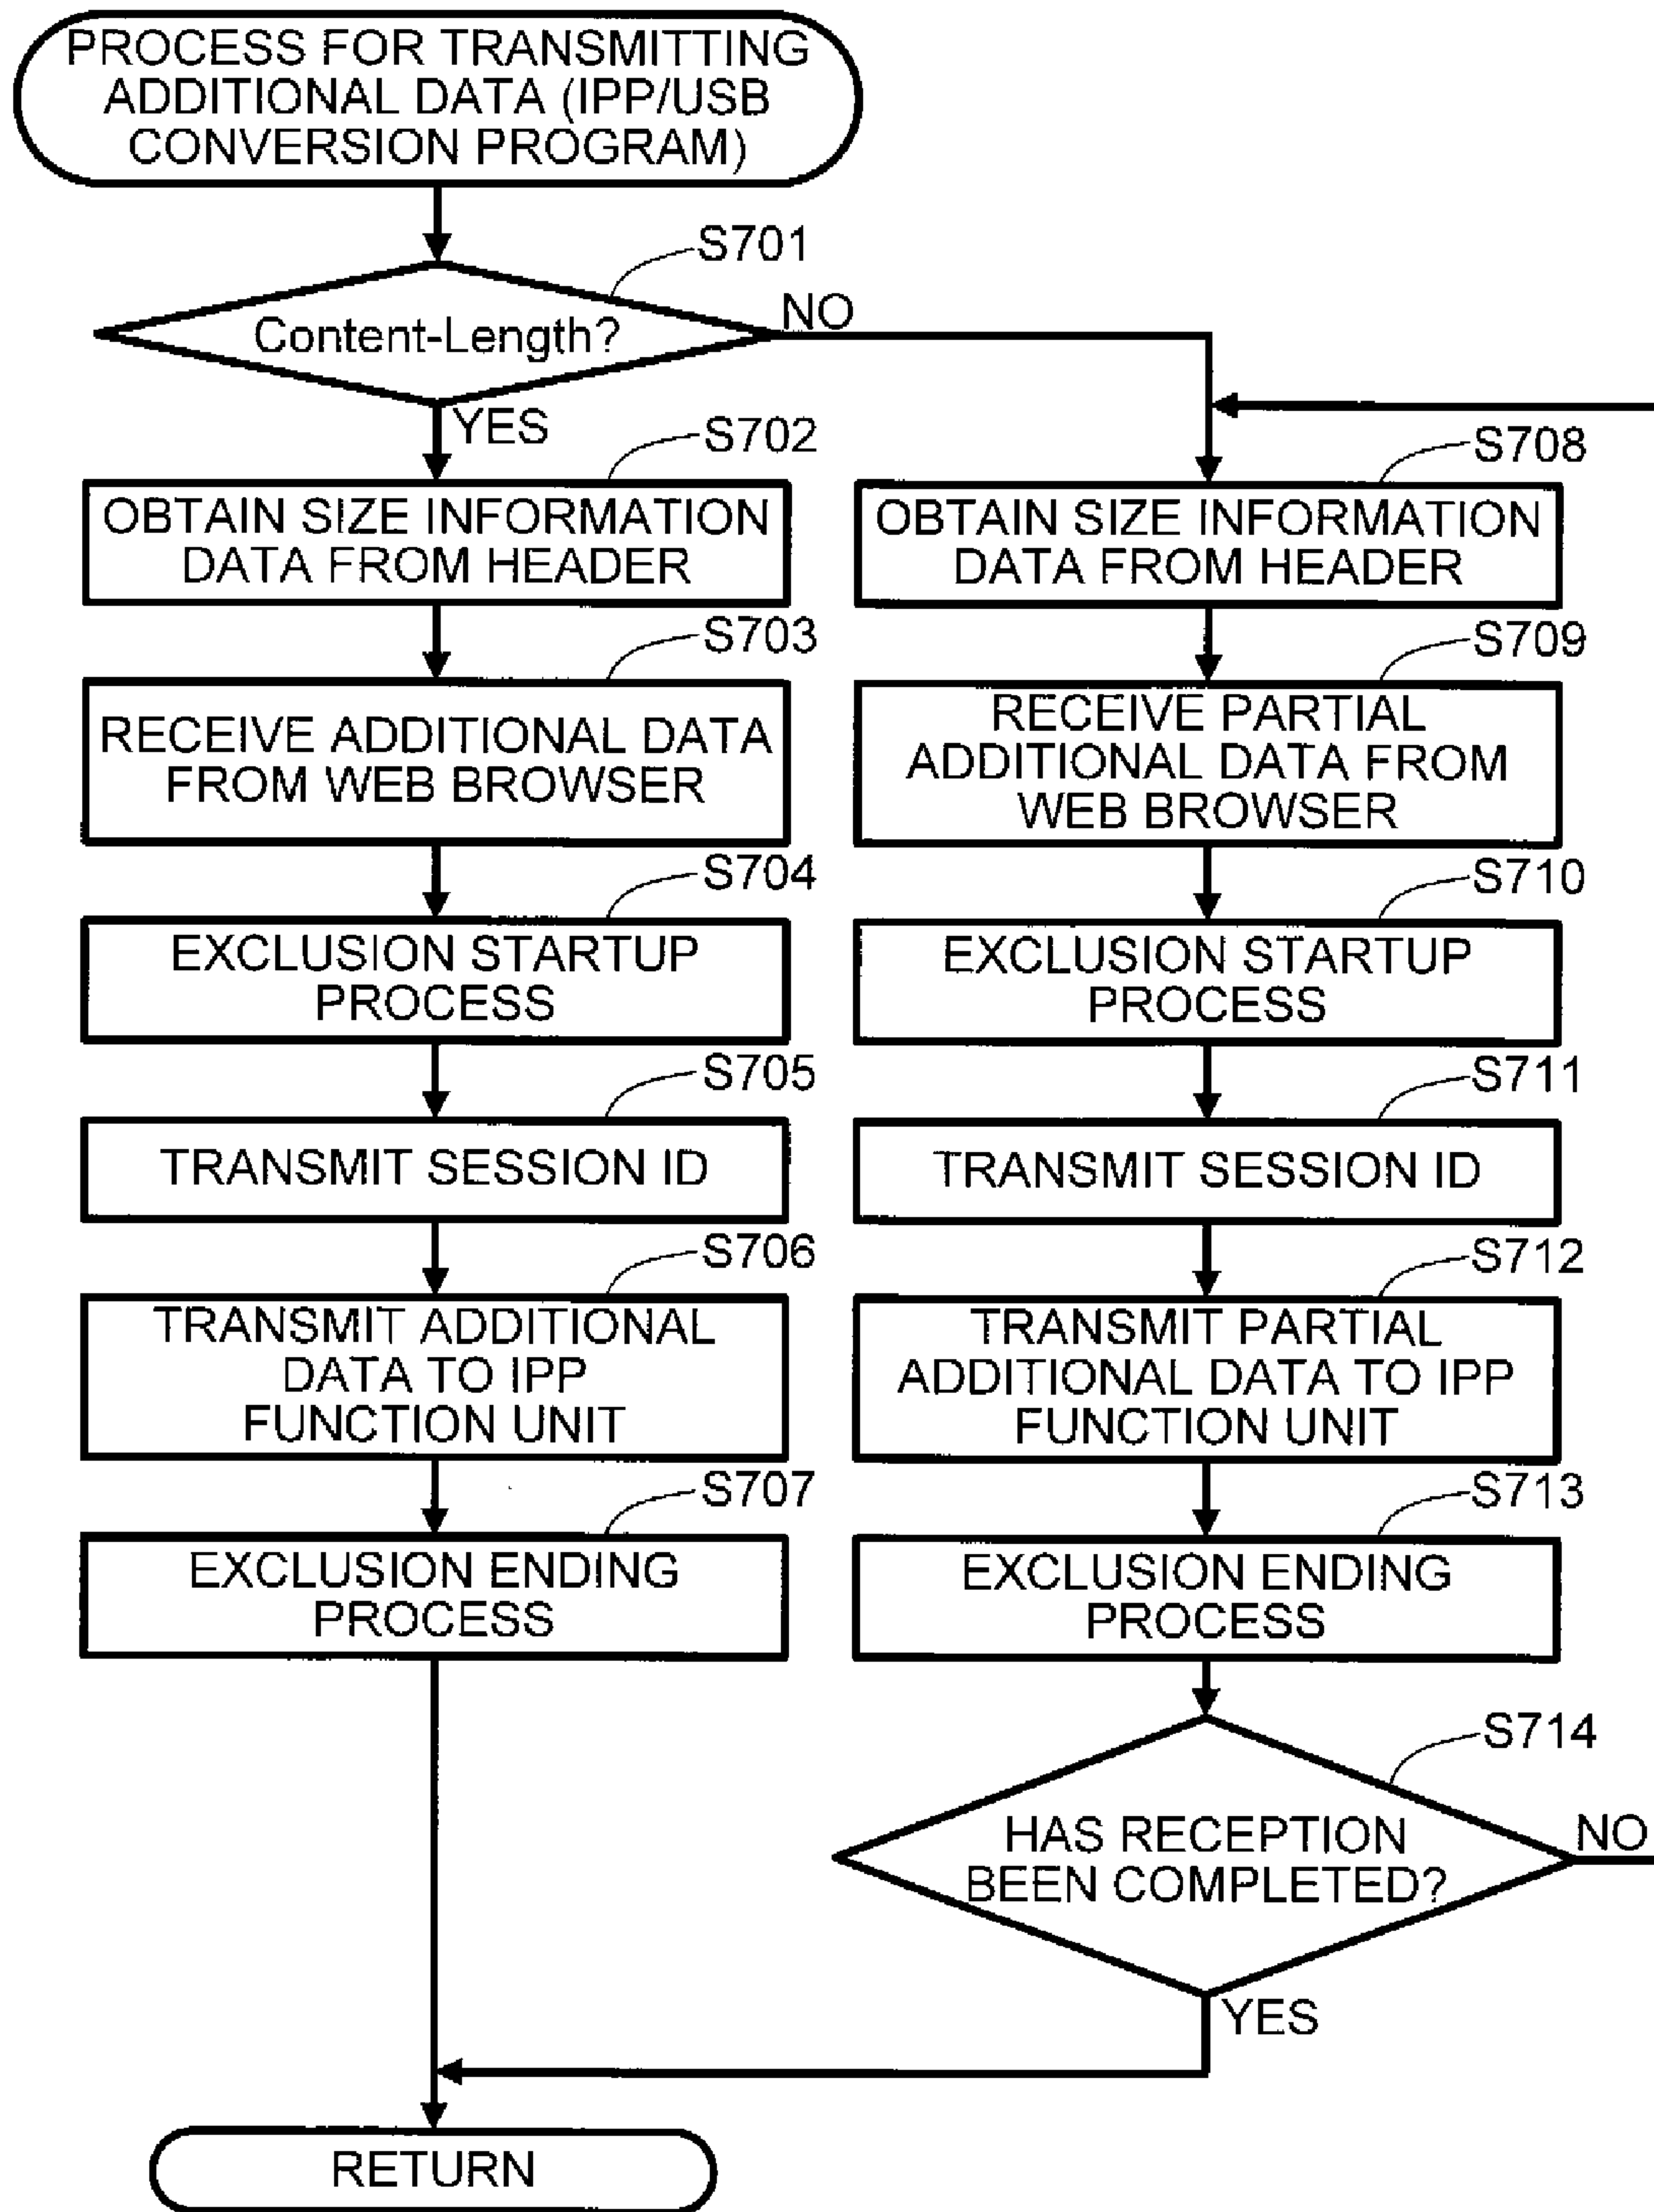 PROCESS FOR TRANSMITTING
ADDITIONAL DATA (IPP/USB
CONVERSION PROGRAM)
S701
Content-Length?
NO
YES
S702
OBTAIN SIZE INFORMATION
DATA FROM HEADER
S703
RECEIVE ADDITIONAL DATA
FROM WEB BROWSER
S704
EXCLUSION STARTUP
PROCESS
S705
TRANSMIT SESSION ID
S706
TRANSMIT ADDITIONAL
DATA TO IPP
FUNCTION UNIT
S707
EXCLUSION ENDING
PROCESS
S708
OBTAIN SIZE INFORMATION
DATA FROM HEADER
S709
RECEIVE PARTIAL
ADDITIONAL DATA FROM
WEB BROWSER
S710
EXCLUSION STARTUP
PROCESS
S711
TRANSMIT SESSION ID
S712
TRANSMIT PARTIAL
ADDITIONAL DATA TO IPP
FUNCTION UNIT
S713
EXCLUSION ENDING
PROCESS
S714
HAS RECEPTION
BEEN COMPLETED?
NO
YES
RETURN